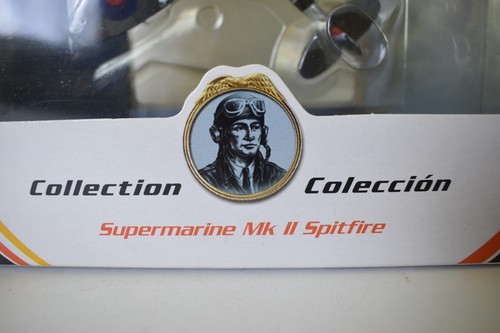 Collection Colección
Supermarine Mk II Spitfire